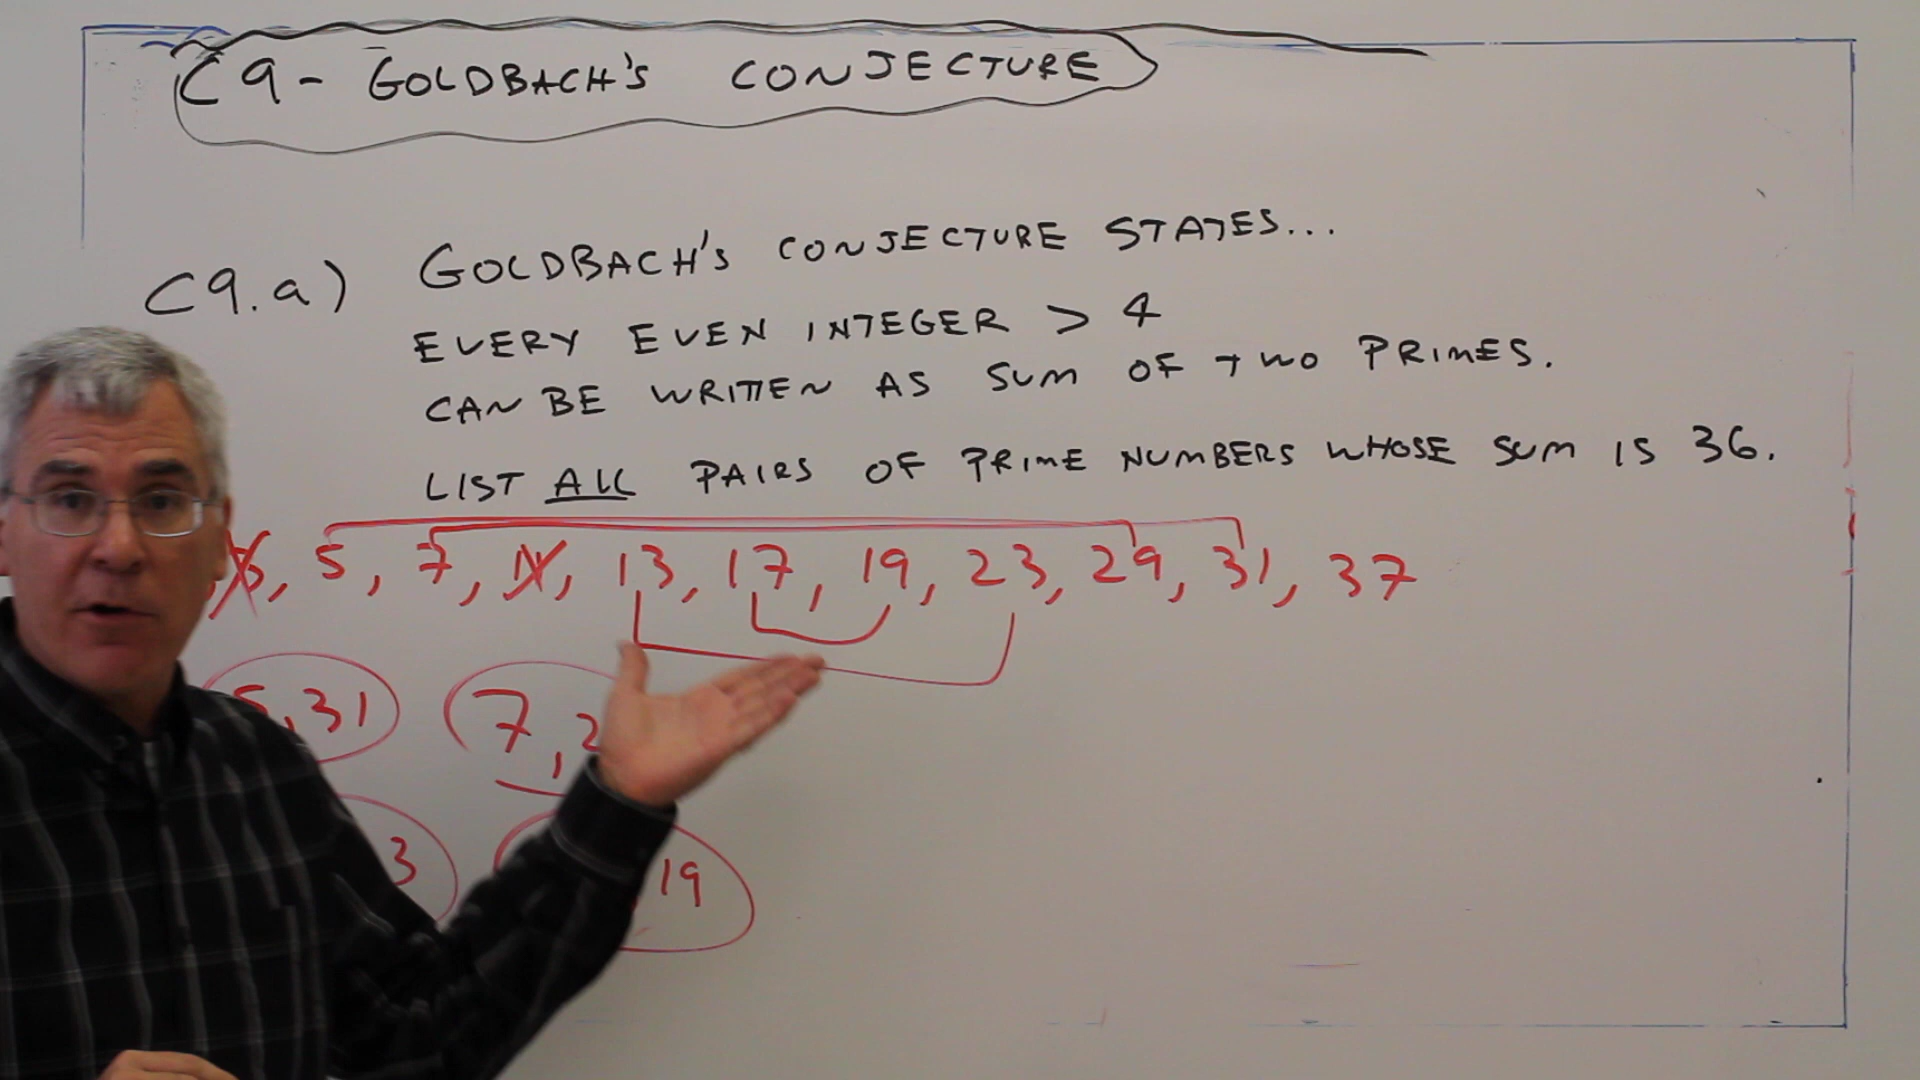 C9- GOLDBACH'S CONJECTURE
C9.a) GOLDBACH'S CONJECTURE STATES...
EVERY EVEN INTEGER > 4
CAN BE WRITTEN AS SUM OF TWO PRIMES.
LIST ALL PAIRS OF PRIME NUMBERS WHOSE SUM IS 36.
3, 5, 7, 11, 13, 17, 19, 23, 29, 31, 37
5, 31 7, 2
3 , 19